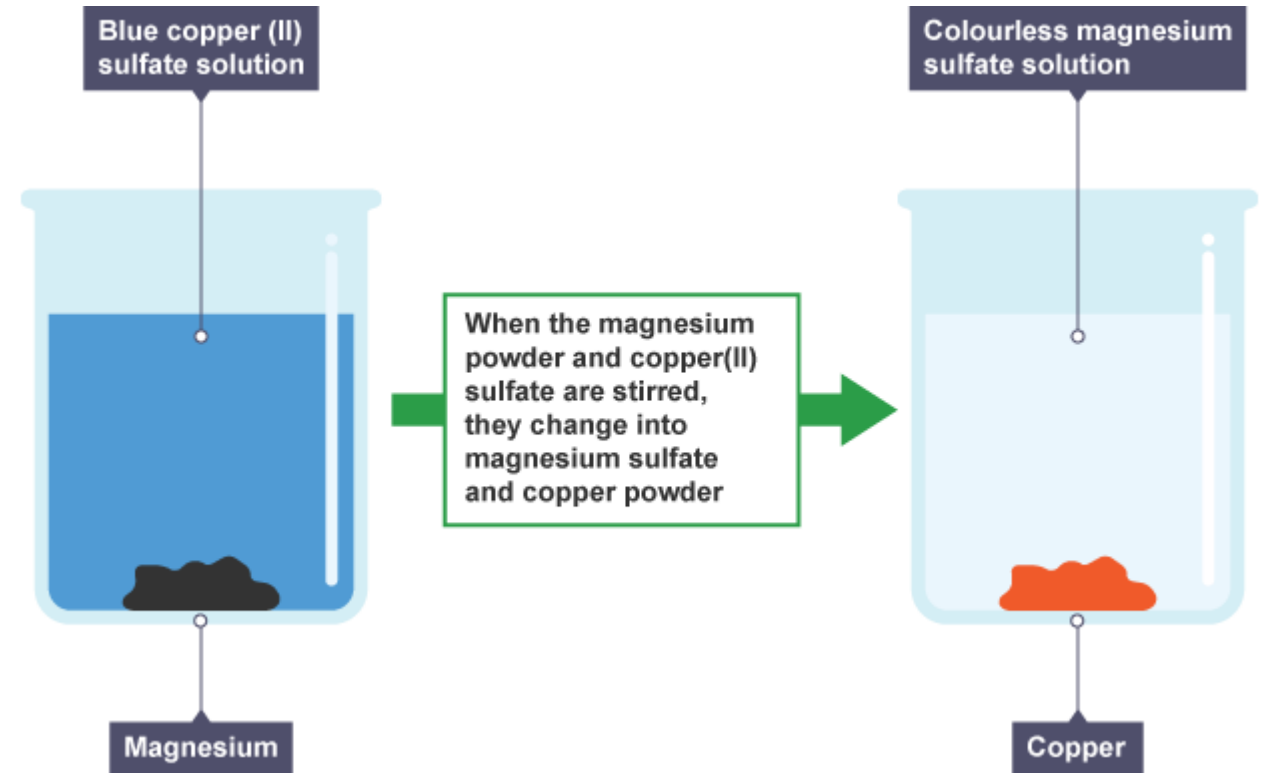 Blue copper (II)
sulfate solution
Colourless magnesium
sulfate solution
When the magnesium
powder and copper(II)
sulfate are stirred,
they change into
magnesium sulfate
and copper powder
Magnesium
Copper